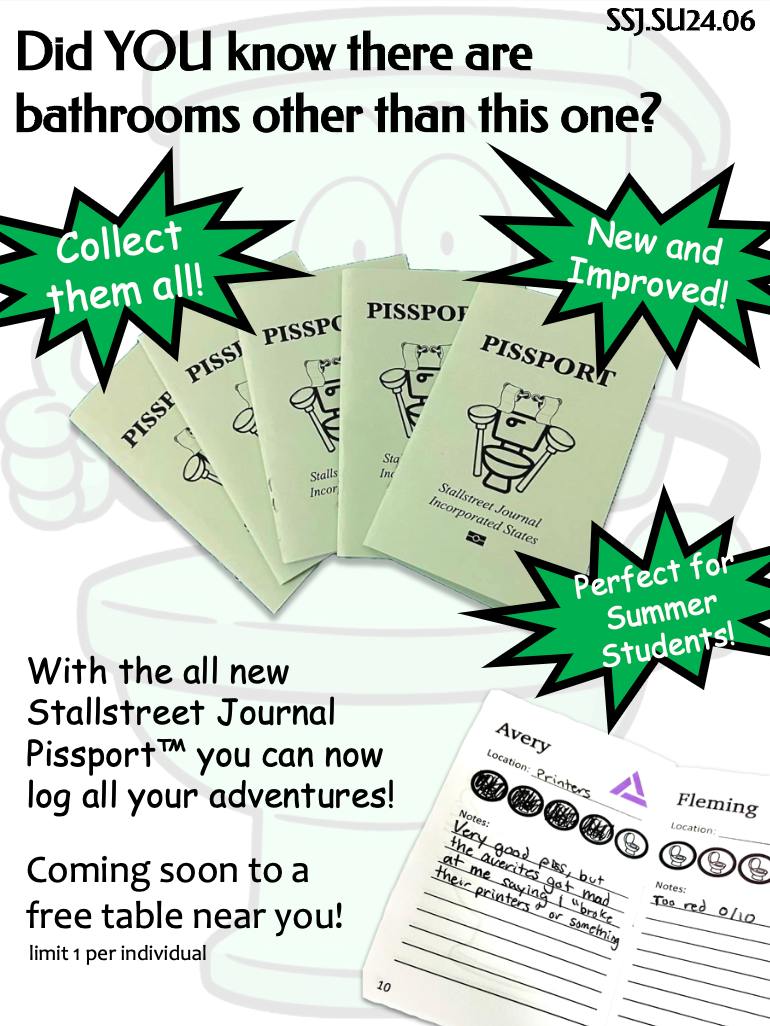 SSJ.SU24.06
Did YOU know there are
bathrooms other than this one?
Collect
them all!
New and
Improved!
PISSP
PISSI
PISSPO
PISSPOF
PISSPORT
Stalls
Incor
Sta
Inc
Stallstreet Journal
Incorporated States
Perfect for
Summer
Students!
With the all new
Stallstreet Journal
Pissport™ you can now
log all your adventures!
Coming soon to a
free table near you!
limit 1 per individual
Avery
Location: Printers
Notes:
Very good piss, but
the averites got mad
at me saying I "broke
their printers" or something
10
Fleming
Location:
Notes:
Too red 0/10